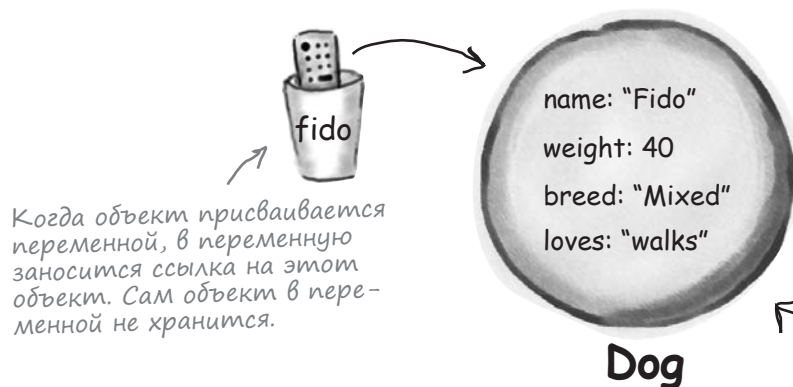 fido
name: “Fido”
weight: 40
breed: “Mixed”
loves: “walks”
Когда объект присваивается
переменной, в переменную
заносится ссылка на этот
объект. Сам объект в пере-
менной не хранится.
Dog